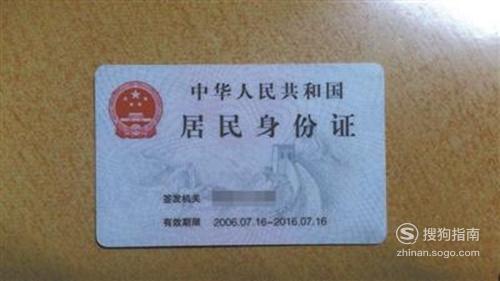 中华人民共和国
居民身份证
签发机关
有效期限 2006.07.16-2016.07.16
搜狗指南
zhinan.sogo.com